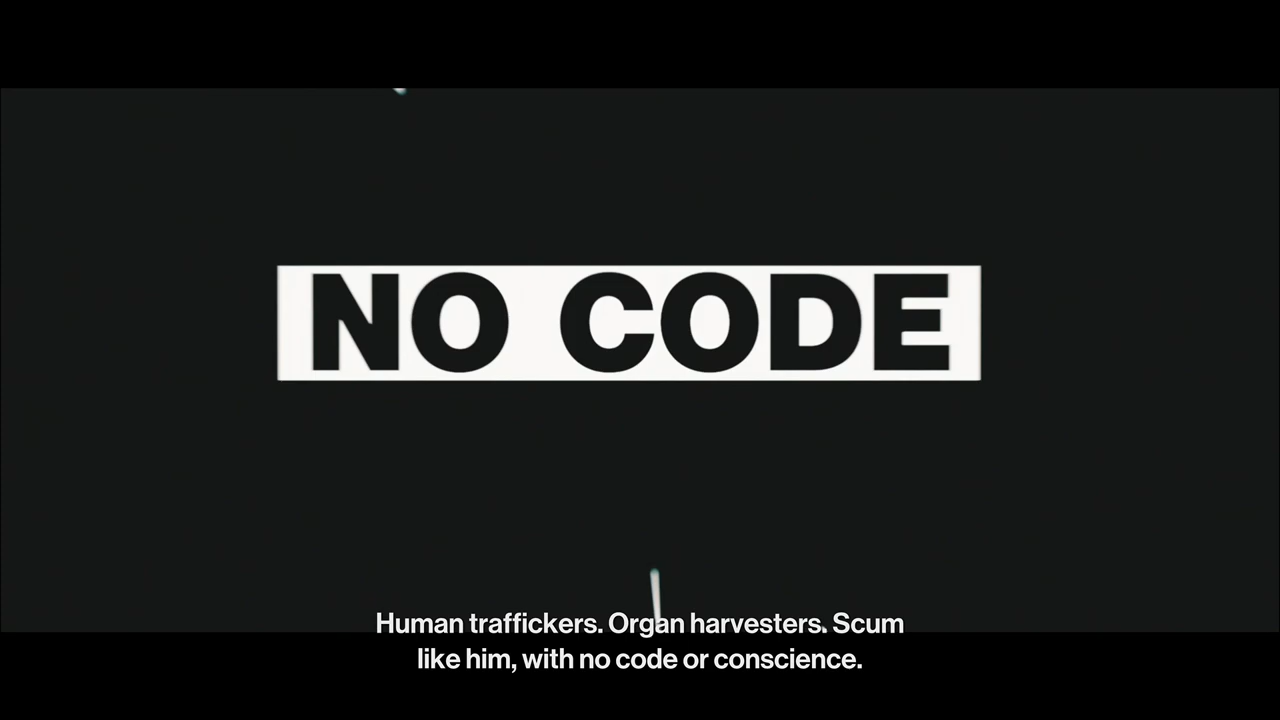 NO CODE
Human traffickers. Organ harvesters. Scum
like him, with no code or conscience.